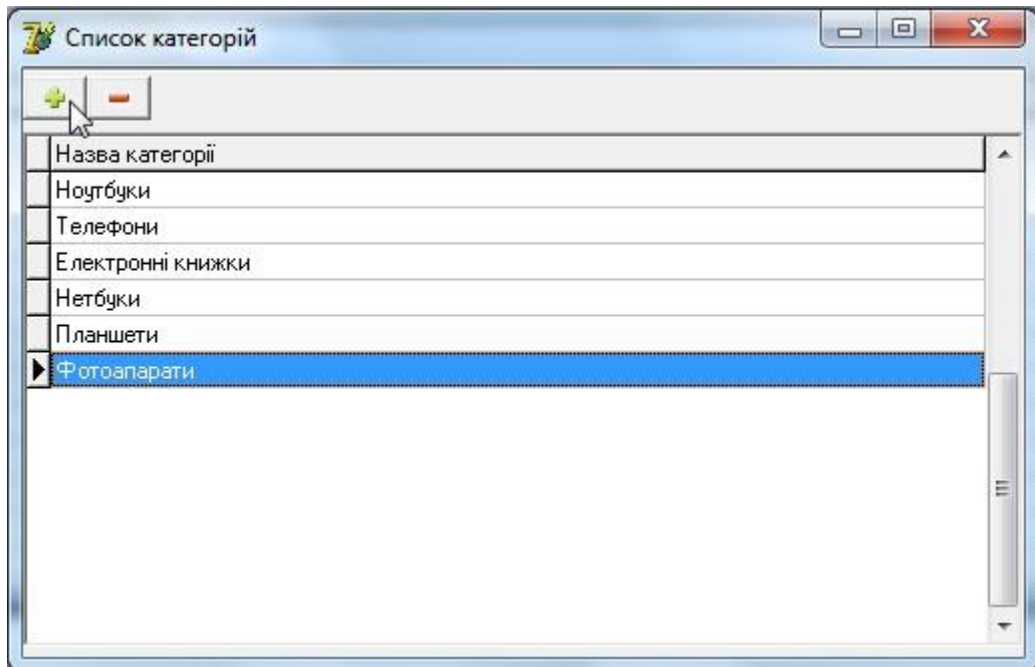 Список категорій
Назва категорії
Ноутбуки
Телефони
Електронні книжки
Нетбуки
Планшети
Фотоапарати